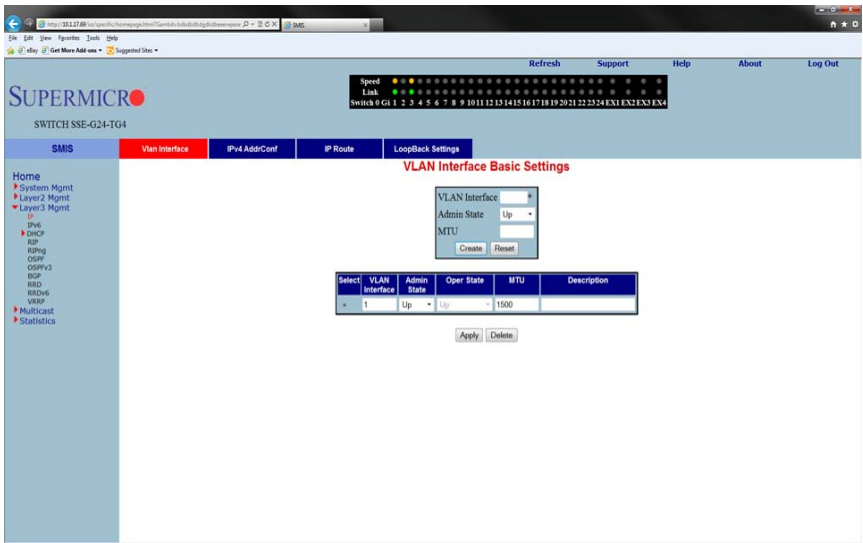 File Edit View Favorites Tools Help
eBay Get More Add-ons Suggested Sites
SMIS
Refresh Support Help About Log Out
SUPERMICRO
SWITCH SSE-G24-TG4
Speed
Link
Switch 0 Gi 1 2 3 4 5 6 7 8 9 10 11 12 13 14 15 16 17 18 19 20 21 22 23 24 EX1 EX2 EX3 EX4
SMIS Vlan Interface IPv4 AddrConf IP Route LoopBack Settings
Home
System Mgmt
Layer2 Mgmt
Layer3 Mgmt
IP
IPv6
DHCP
RIP
RIPng
OSPF
OSPFv3
BGP
RRD
RRDv6
VRRP
Multicast
Statistics
VLAN Interface Basic Settings
VLAN Interface *
Admin State Up
MTU
Create Reset
Select VLAN Interface Admin State Oper State MTU Description
1 Up Up 1500
Apply Delete